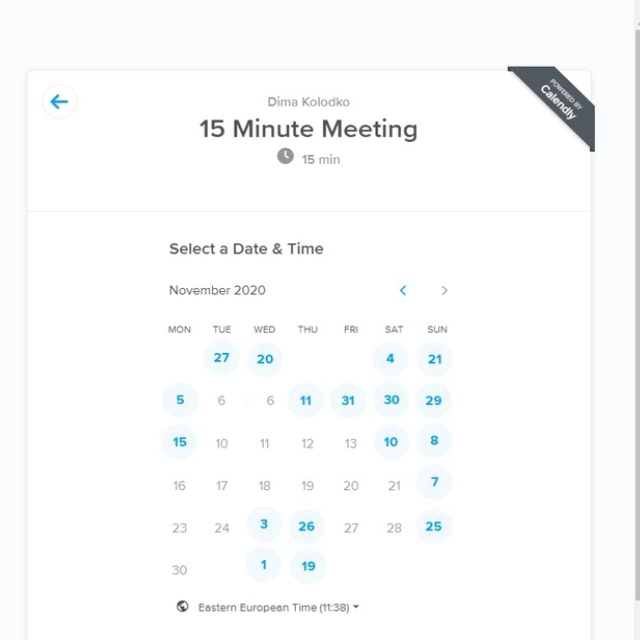 POWERED BY
Calendly
Dima Kolodko
15 Minute Meeting
15 min
Select a Date & Time
November 2020
MON TUE WED THU FRI SAT SUN
27 20 4 21
5 6 6 11 31 30 29
15 10 11 12 13 10 8
16 17 18 19 20 21 7
23 24 3 26 27 28 25
30 1 19
Eastern European Time (11:38)